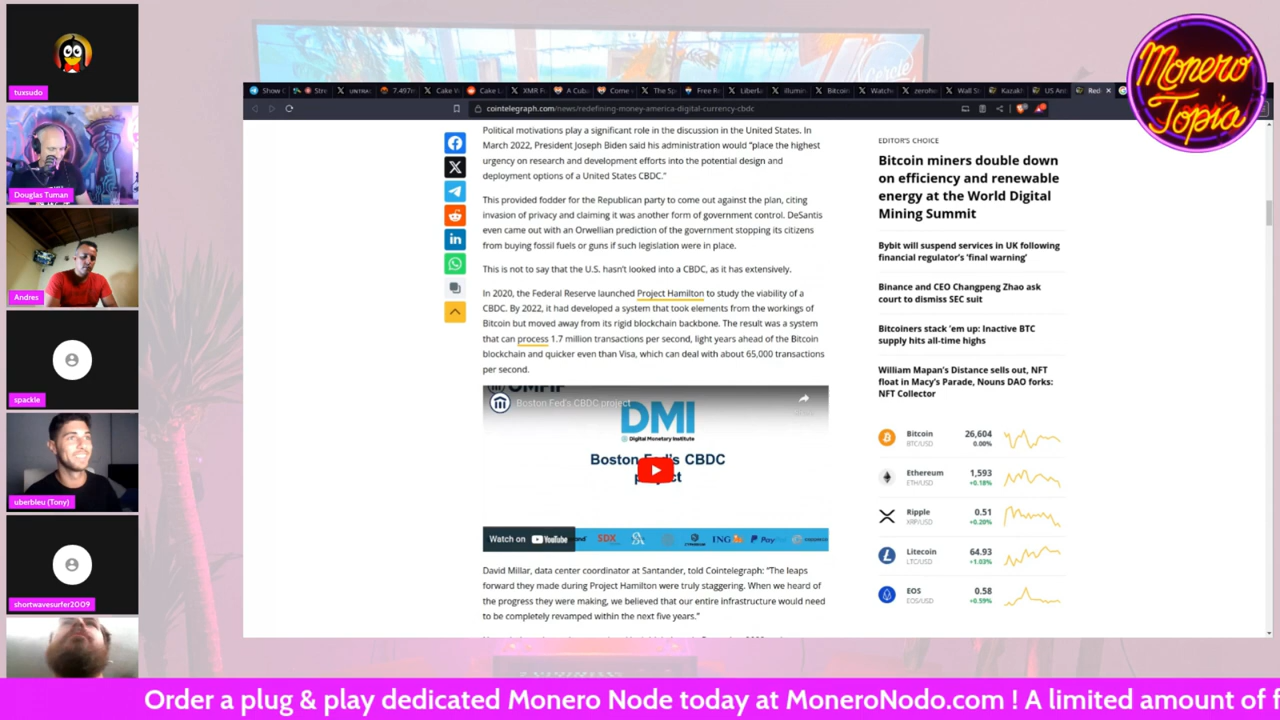 tuxsudo
Douglas Tuman
Andres
spackle
uberbleu (Tony)
shortwavesurfer2009
Monero
Topia
cointelegraph.com/news/redefining-money-america-digital-currency-cbdc
Political motivations play a significant role in the discussion in the United States. In
March 2022, President Joseph Biden said his administration would “place the highest
urgency on research and development efforts into the potential design and
deployment options of a United States CBDC.”
This provided fodder for the Republican party to come out against the plan, citing
invasion of privacy and claiming it was another form of government control. DeSantis
even came out with an Orwellian prediction of the government stopping its citizens
from buying fossil fuels or guns if such legislation were in place.
This is not to say that the U.S. hasn’t looked into a CBDC, as it has extensively.
In 2020, the Federal Reserve launched Project Hamilton to study the viability of a
CBDC. By 2022, it had developed a system that took elements from the workings of
Bitcoin but moved away from its rigid blockchain backbone. The result was a system
that can process 1.7 million transactions per second, light years ahead of the Bitcoin
blockchain and quicker even than Visa, which can deal with about 65,000 transactions
per second.
OMFIF
Boston Fed's CBDC project
DMI
Digital Monetary Institute
Boston Fed's CBDC
project
Watch on YouTube
SDX
ING
PayPal
David Millar, data center coordinator at Santander, told Cointelegraph: “The leaps
forward they made during Project Hamilton were truly staggering. When we heard of
the progress they were making, we believed that our entire infrastructure would need
to be completely revamped within the next five years.”
EDITOR'S CHOICE
Bitcoin miners double down
on efficiency and renewable
energy at the World Digital
Mining Summit
Bybit will suspend services in UK following
financial regulator’s ‘final warning’
Binance and CEO Changpeng Zhao ask
court to dismiss SEC suit
Bitcoiners stack ’em up: Inactive BTC
supply hits all-time highs
William Mapan’s Distance sells out, NFT
float in Macy’s Parade, Nouns DAO forks:
NFT Collector
Bitcoin 26,604
BTC/USD 0.00%
Ethereum 1,593
ETH/USD +0.18%
Ripple 0.51
XRP/USD +0.20%
Litecoin 64.93
LTC/USD +1.03%
EOS 0.58
EOS/USD +0.59%
Order a plug & play dedicated Monero Node today at MoneroNodo.com ! A limited amount of f